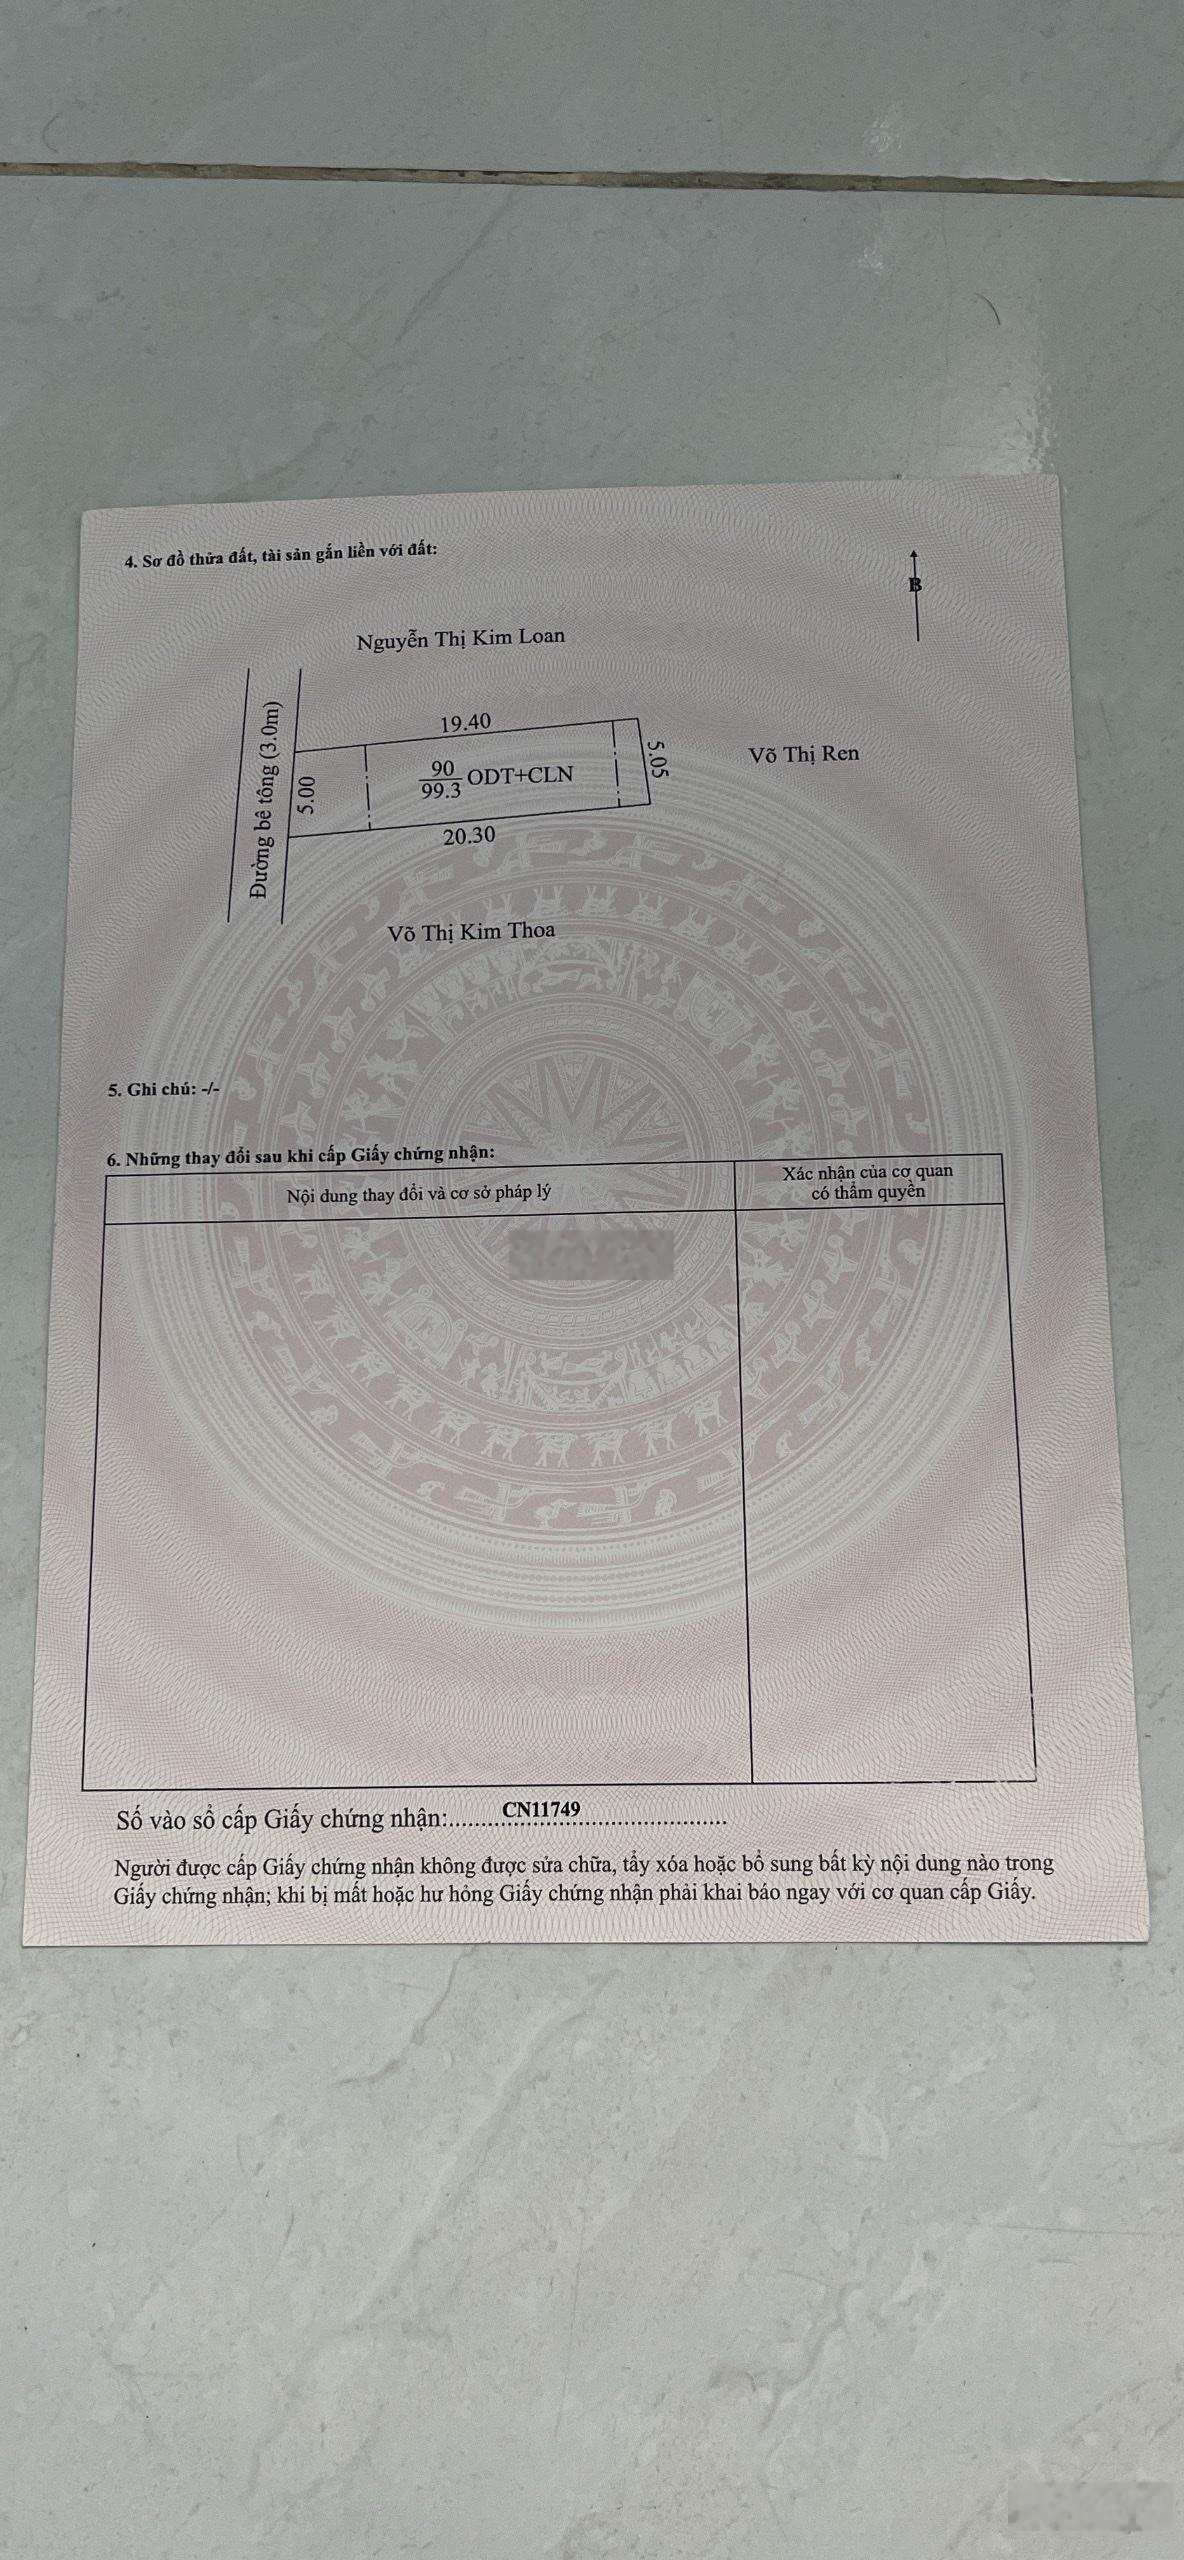 4. Sơ đồ thửa đất, tài sản gắn liền với đất:
B
Nguyễn Thị Kim Loan
Đường bê tông (3.0m)
19.40
5.00
90
99.3
ODT+CLN
5.05
Võ Thị Ren
20.30
Võ Thị Kim Thoa
5. Ghi chú: -/-
6. Những thay đổi sau khi cấp Giấy chứng nhận:
Nội dung thay đổi và cơ sở pháp lý
Xác nhận của cơ quan
có thẩm quyền
Số vào sổ cấp Giấy chứng nhận:..... CN11749 ..........................
Người được cấp Giấy chứng nhận không được sửa chữa, tẩy xóa hoặc bổ sung bất kỳ nội dung nào trong
Giấy chứng nhận; khi bị mất hoặc hư hỏng Giấy chứng nhận phải khai báo ngay với cơ quan cấp Giấy.